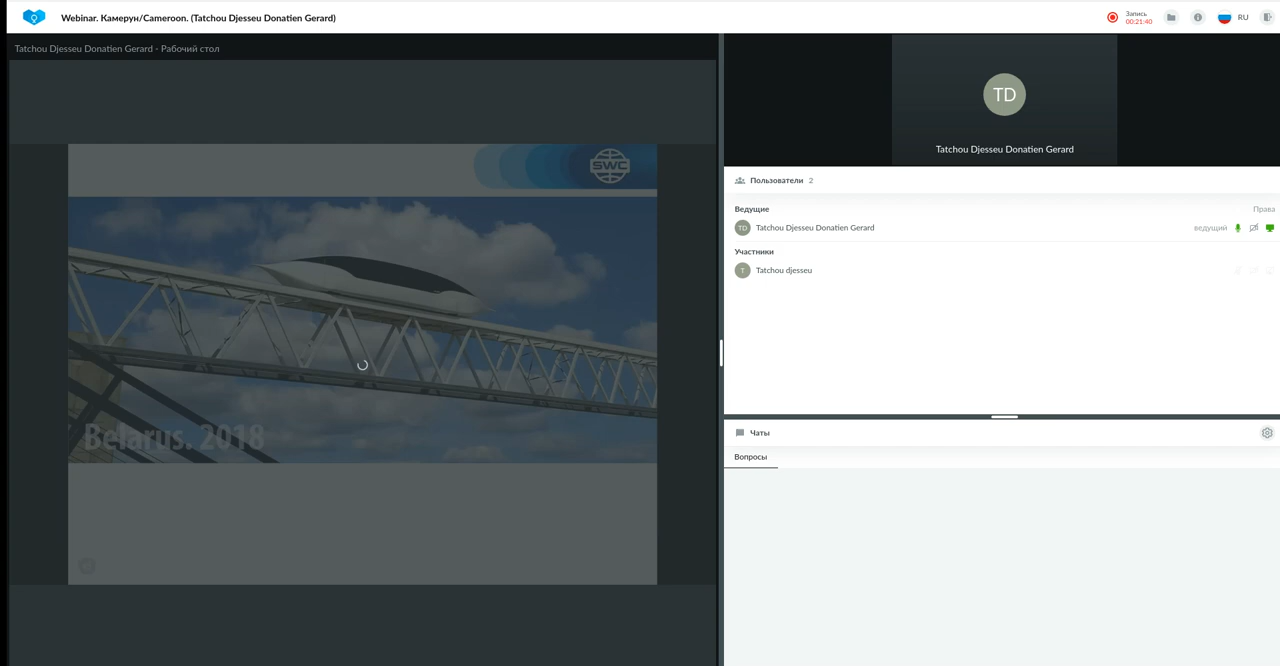 Webinar. Камерун/Cameroon. (Tatchou Djesseu Donatien Gerard)
Запись
00:21:40
RU
Tatchou Djesseu Donatien Gerard - Рабочий стол
SWC
Belarus. 2018
TD
Tatchou Djesseu Donatien Gerard
Пользователи 2
Ведущие Права
TD Tatchou Djesseu Donatien Gerard ведущий
Участники
T Tatchou djesseu
Чаты
Вопросы